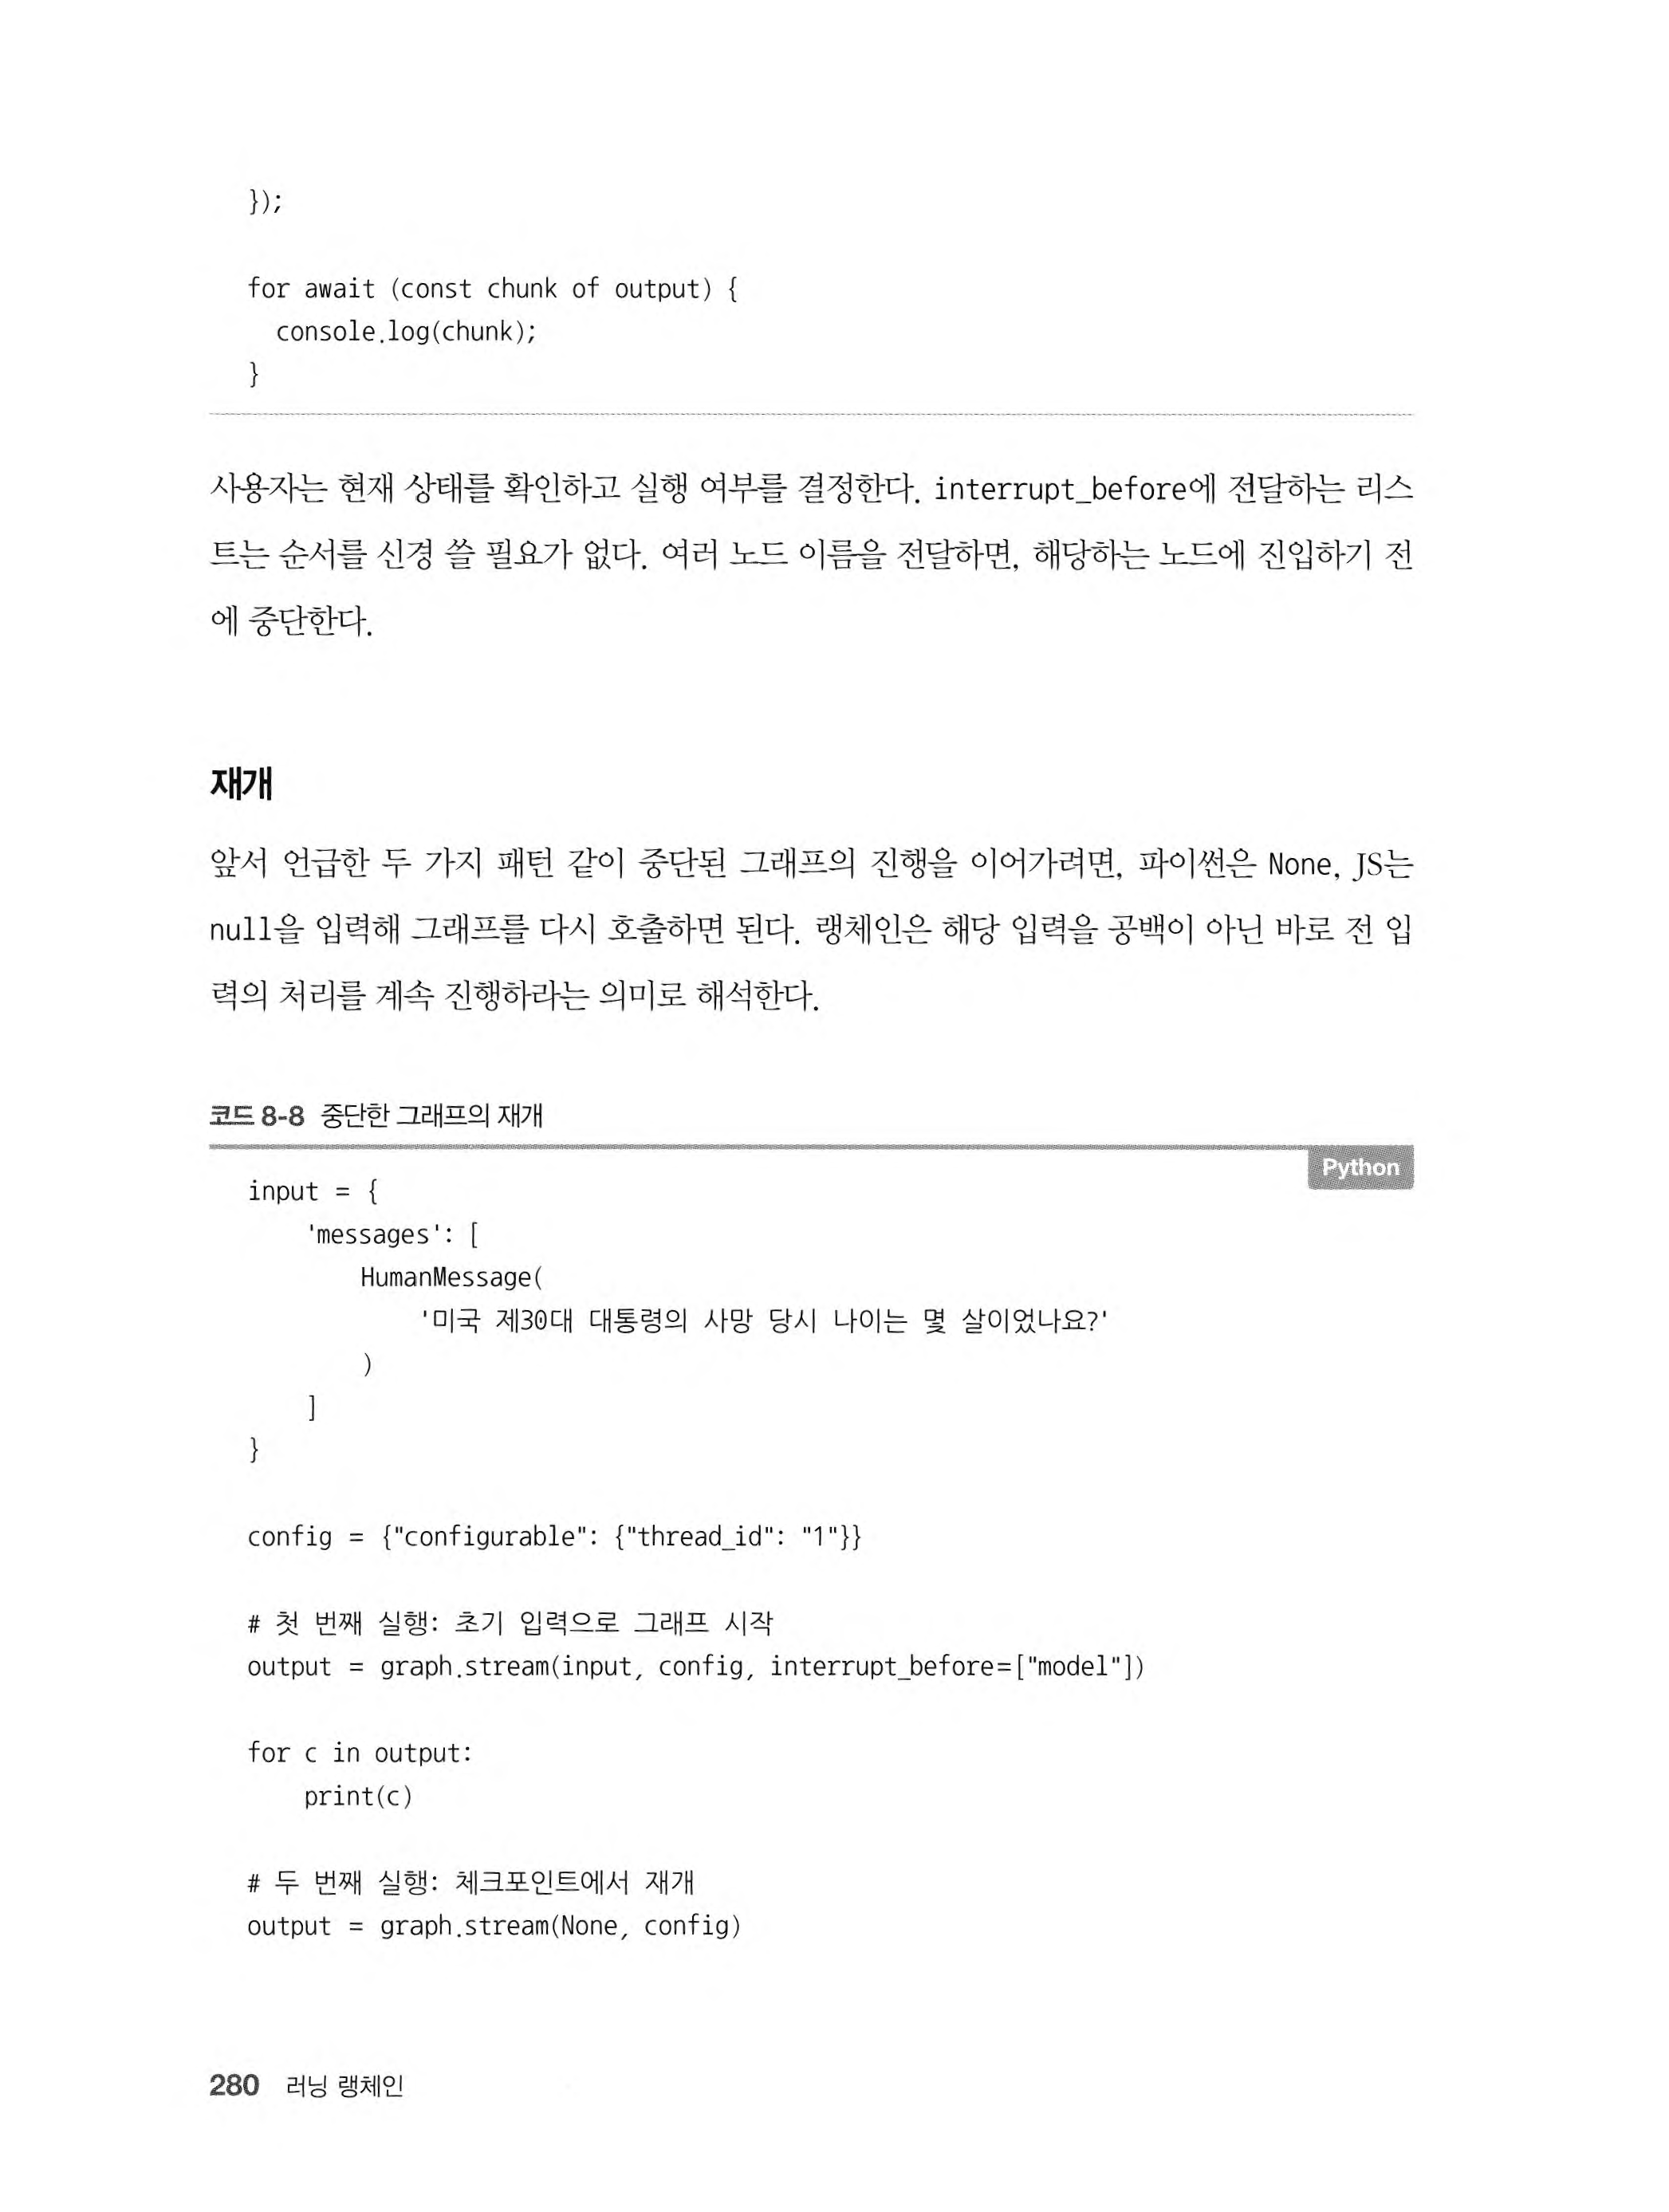 });

for await (const chunk of output) {
  console.log(chunk);
}

사용자는 현재 상태를 확인하고 실행 여부를 결정한다. interrupt_before에 전달하는 리스
트는 순서를 신경 쓸 필요가 없다. 여러 노드 이름을 전달하면, 해당하는 노드에 진입하기 전
에 중단한다.

재개

앞서 언급한 두 가지 패턴 같이 중단된 그래프의 진행을 이어가려면, 파이썬은 None, JS는
null을 입력해 그래프를 다시 호출하면 된다. 랭체인은 해당 입력을 공백이 아닌 바로 전 입
력의 처리를 계속 진행하라는 의미로 해석한다.

코드 8-8 중단한 그래프의 재개
Python
input = {
    'messages': [
        HumanMessage(
            '미국 제30대 대통령의 사망 당시 나이는 몇 살이었나요?'
        )
    ]
}

config = {"configurable": {"thread_id": "1"}}

# 첫 번째 실행: 초기 입력으로 그래프 시작
output = graph.stream(input, config, interrupt_before=["model"])

for c in output:
    print(c)

# 두 번째 실행: 체크포인트에서 재개
output = graph.stream(None, config)

280 러닝 랭체인